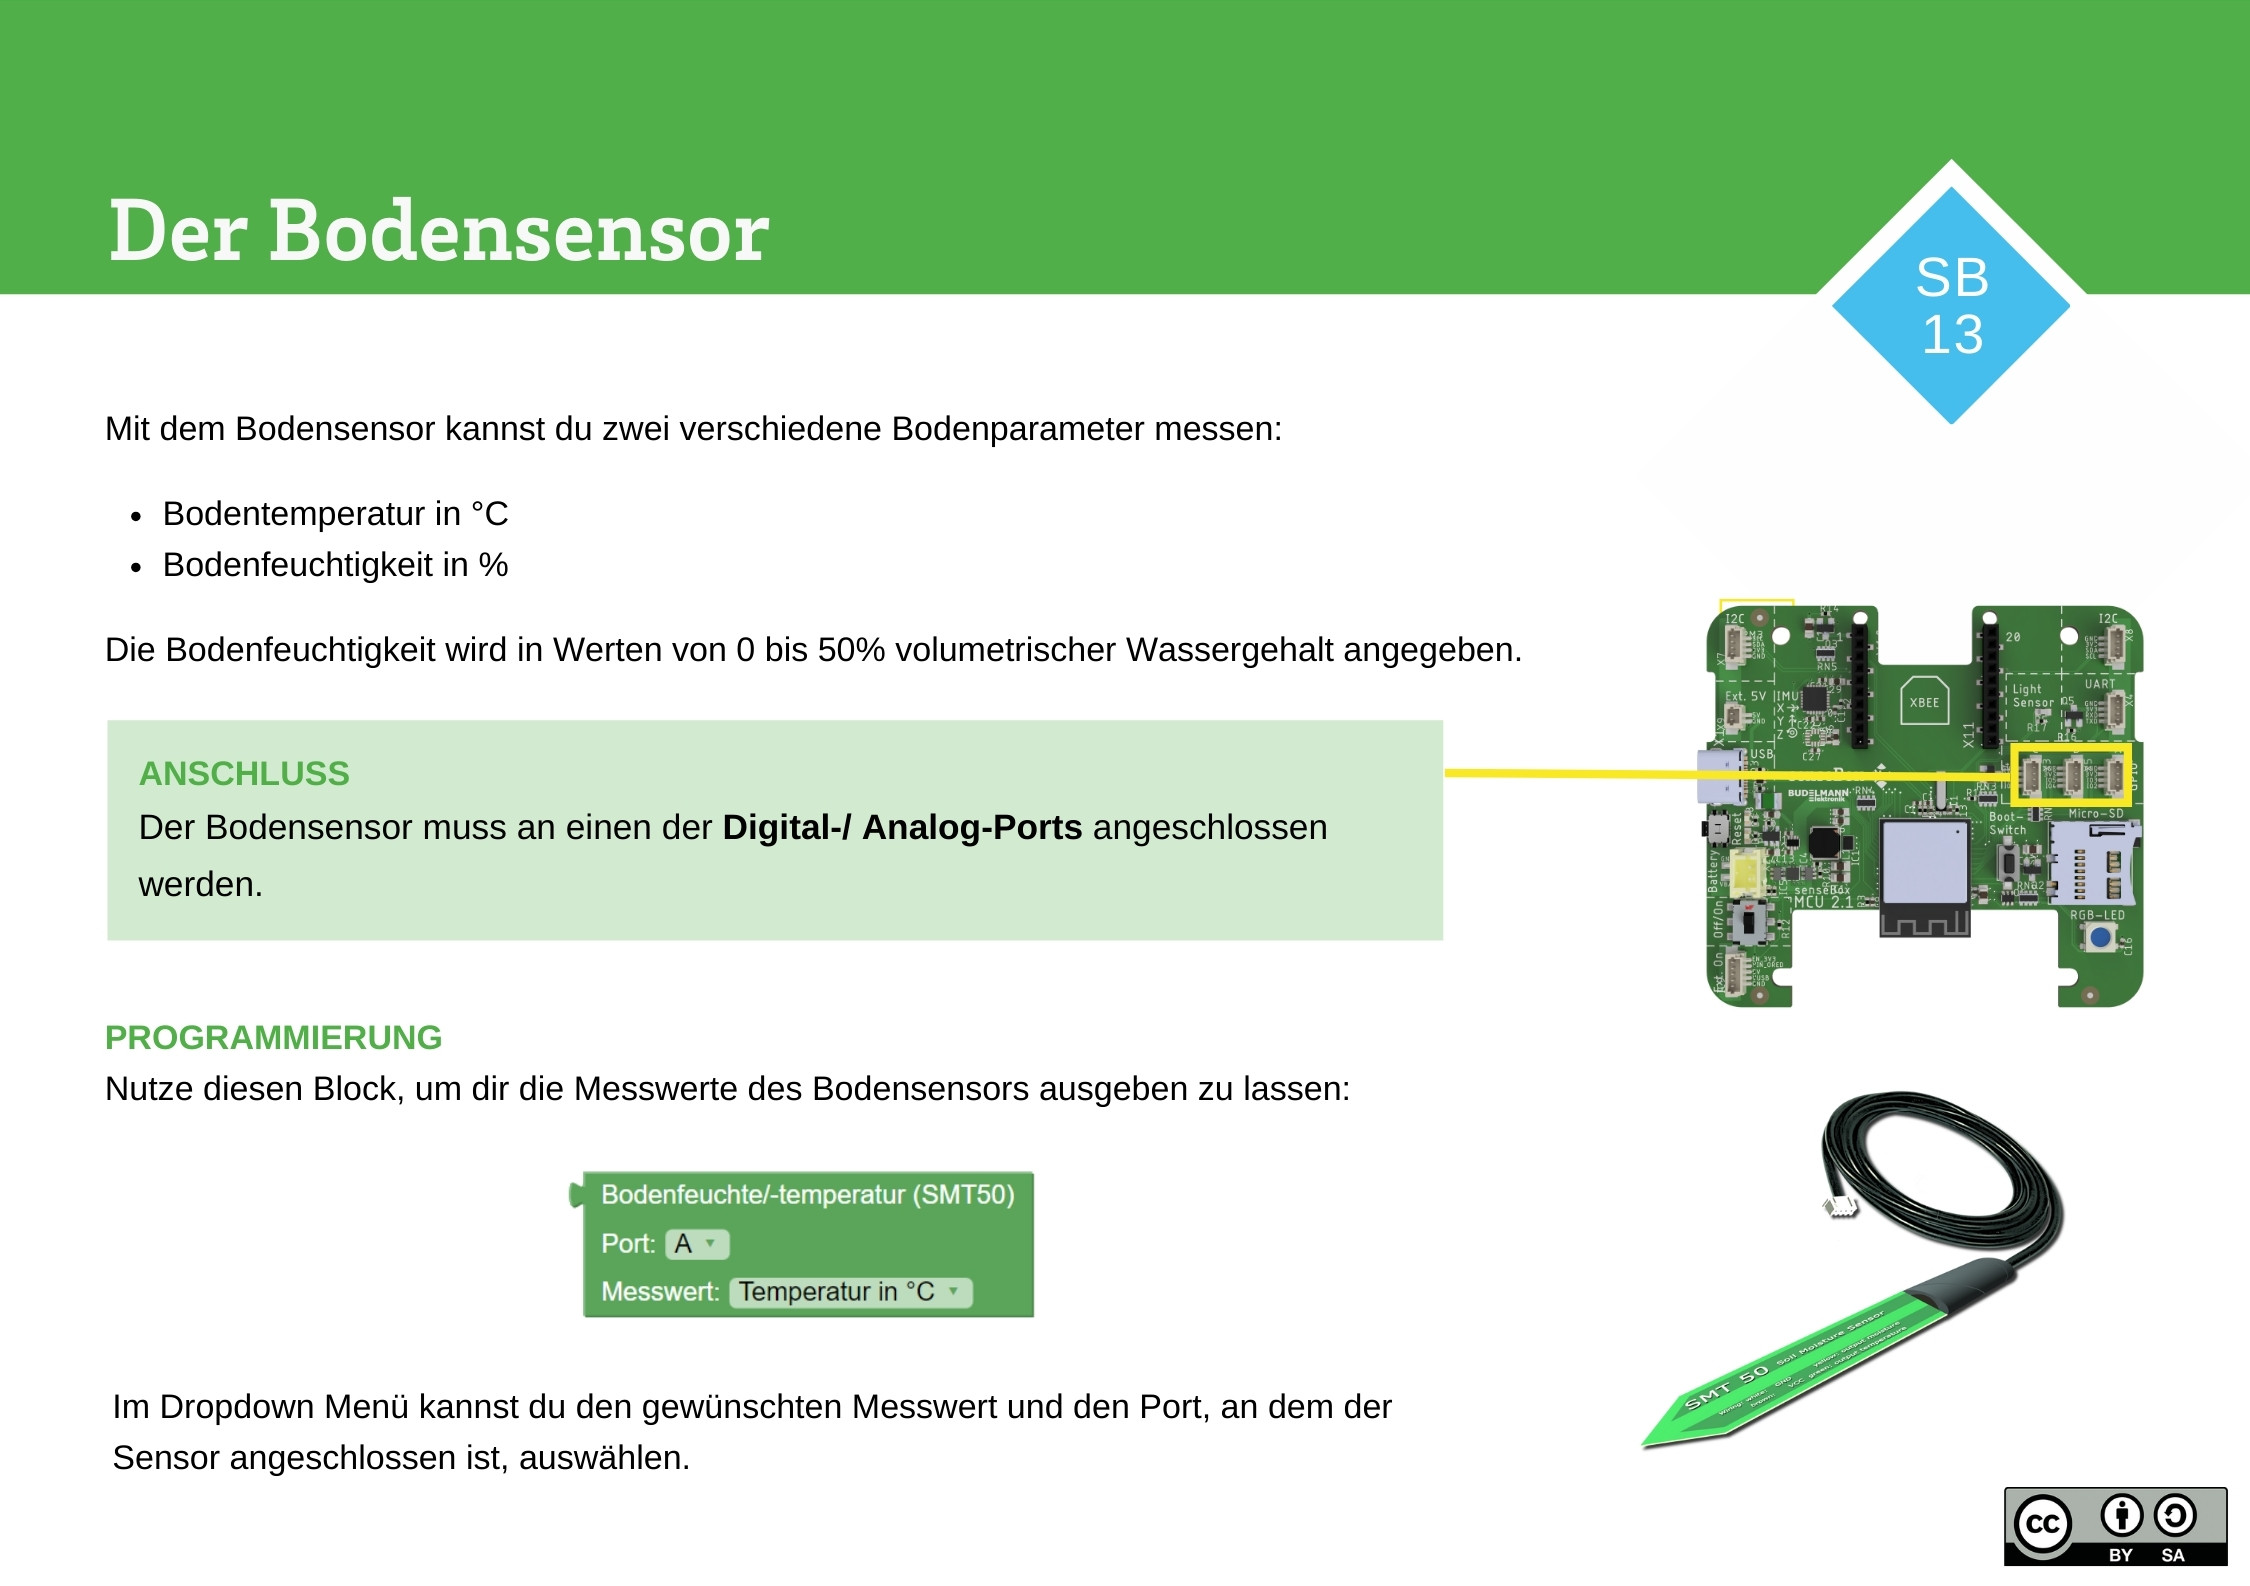 Der Bodensensor
SB
13
Mit dem Bodensensor kannst du zwei verschiedene Bodenparameter messen:
• Bodentemperatur in °C
• Bodenfeuchtigkeit in %
Die Bodenfeuchtigkeit wird in Werten von 0 bis 50% volumetrischer Wassergehalt angegeben.
ANSCHLUSS
Der Bodensensor muss an einen der Digital-/ Analog-Ports angeschlossen
werden.
I2C
I2C
20
Ext. 5V
IMU
XBEE
Light
Sensor
UART
X11
USB
BUDELMANN
Elektronik
Reset
Boot-
Switch
Micro-SD
Battery
senseBox
MCU 2.1
Off/On
RGB-LED
PROGRAMMIERUNG
Nutze diesen Block, um dir die Messwerte des Bodensensors ausgeben zu lassen:
Bodenfeuchte/-temperatur (SMT50)
Port: A
Messwert: Temperatur in °C
SMT 50 Soil Moisture Sensor
Im Dropdown Menü kannst du den gewünschten Messwert und den Port, an dem der
Sensor angeschlossen ist, auswählen.
cc
BY SA